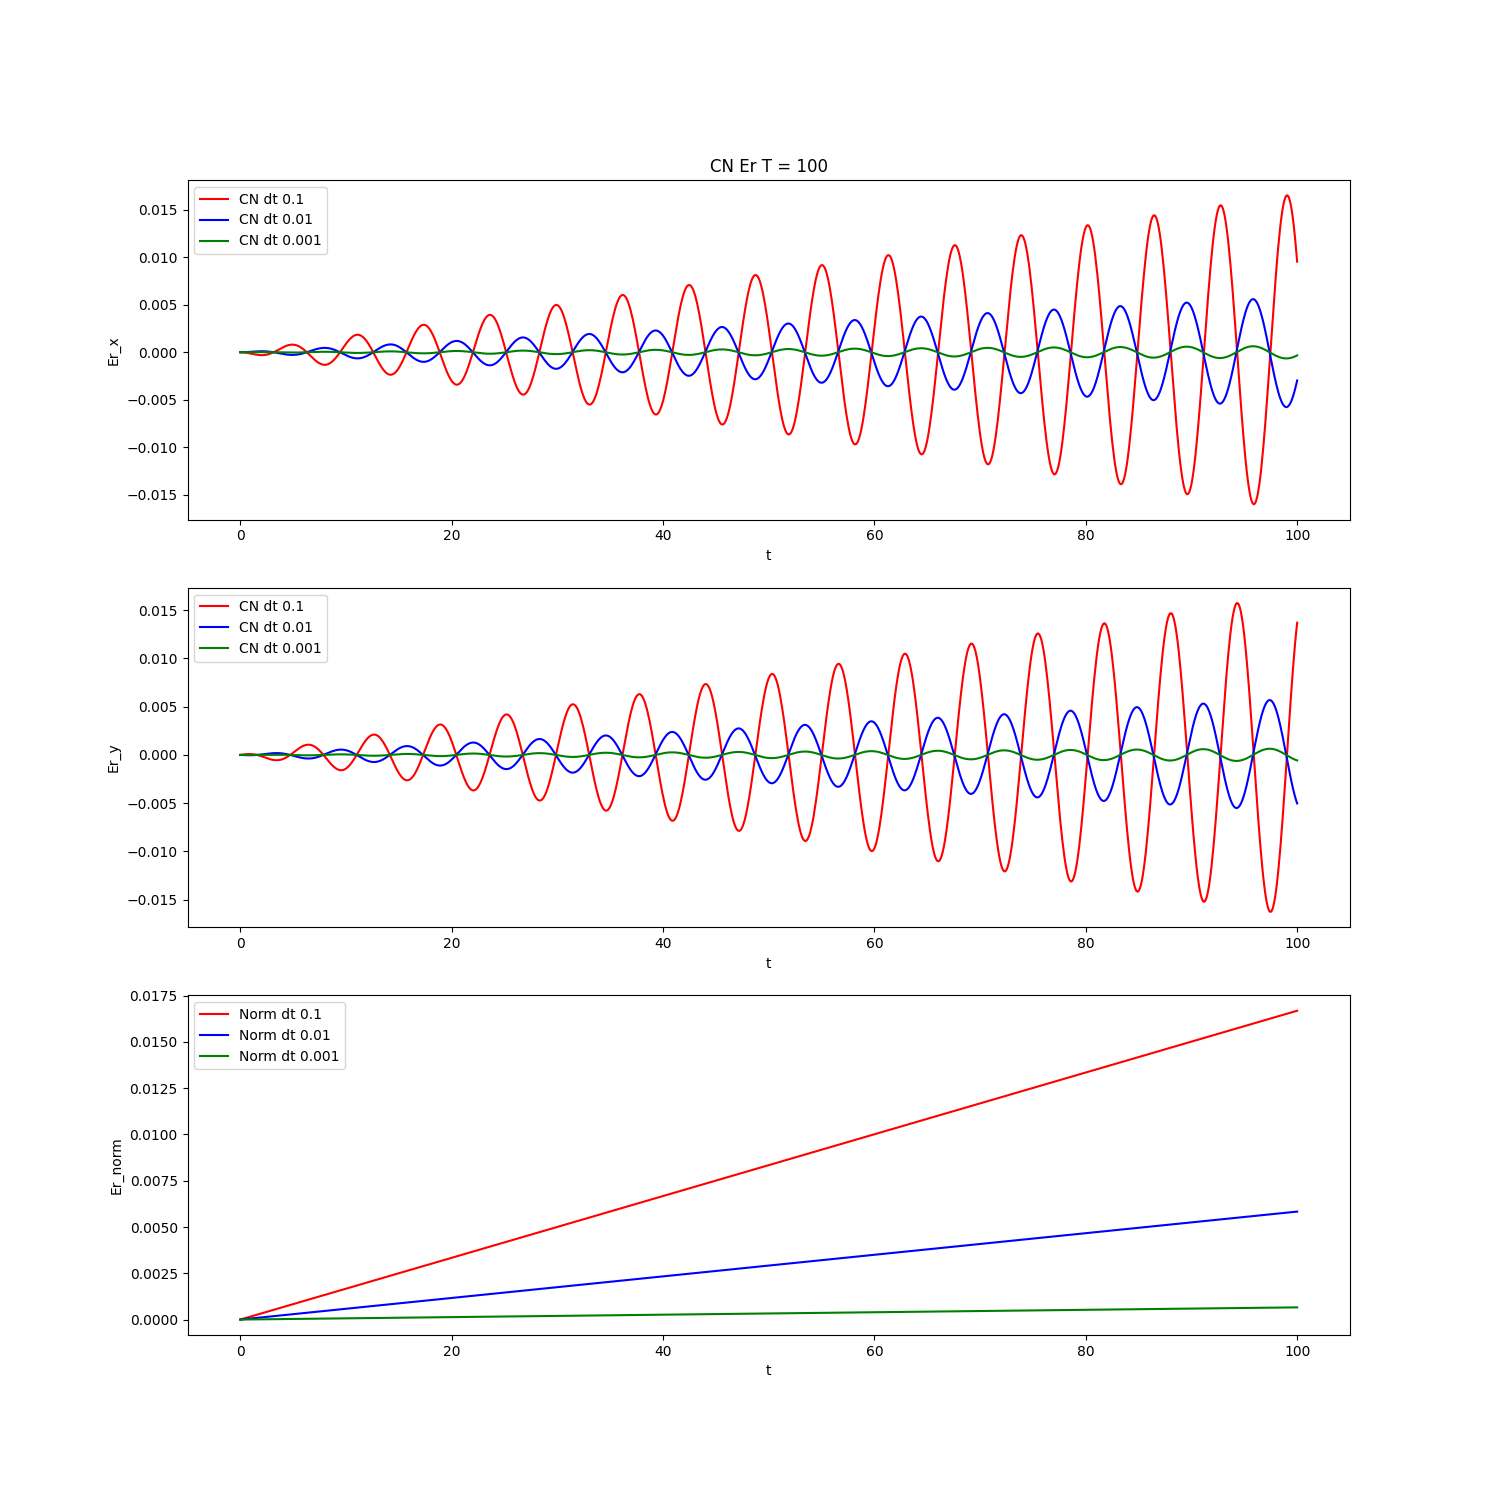 CN Er T = 100
CN dt 0.1
CN dt 0.01
CN dt 0.001
0.015
0.010
0.005
0.000
−0.005
−0.010
−0.015
Er_x
0 20 40 60 80 100
t
CN dt 0.1
CN dt 0.01
CN dt 0.001
0.015
0.010
0.005
0.000
−0.005
−0.010
−0.015
Er_y
0 20 40 60 80 100
t
Norm dt 0.1
Norm dt 0.01
Norm dt 0.001
0.0175
0.0150
0.0125
0.0100
0.0075
0.0050
0.0025
0.0000
Er_norm
0 20 40 60 80 100
t